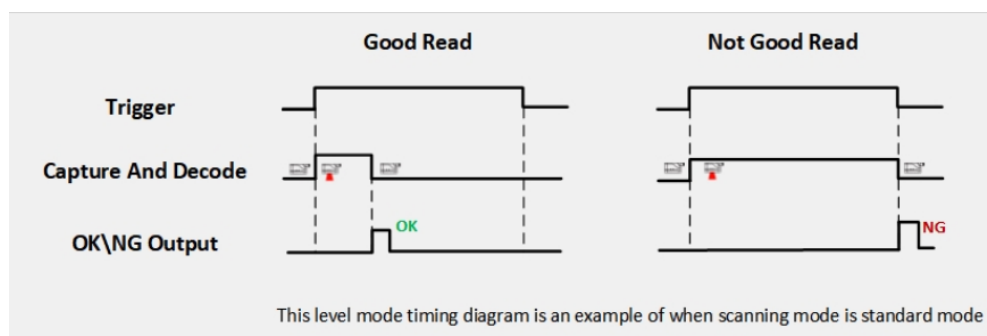 Good Read
Not Good Read
Trigger
Capture And Decode
OK\NG Output
OK
NG
This level mode timing diagram is an example of when scanning mode is standard mode